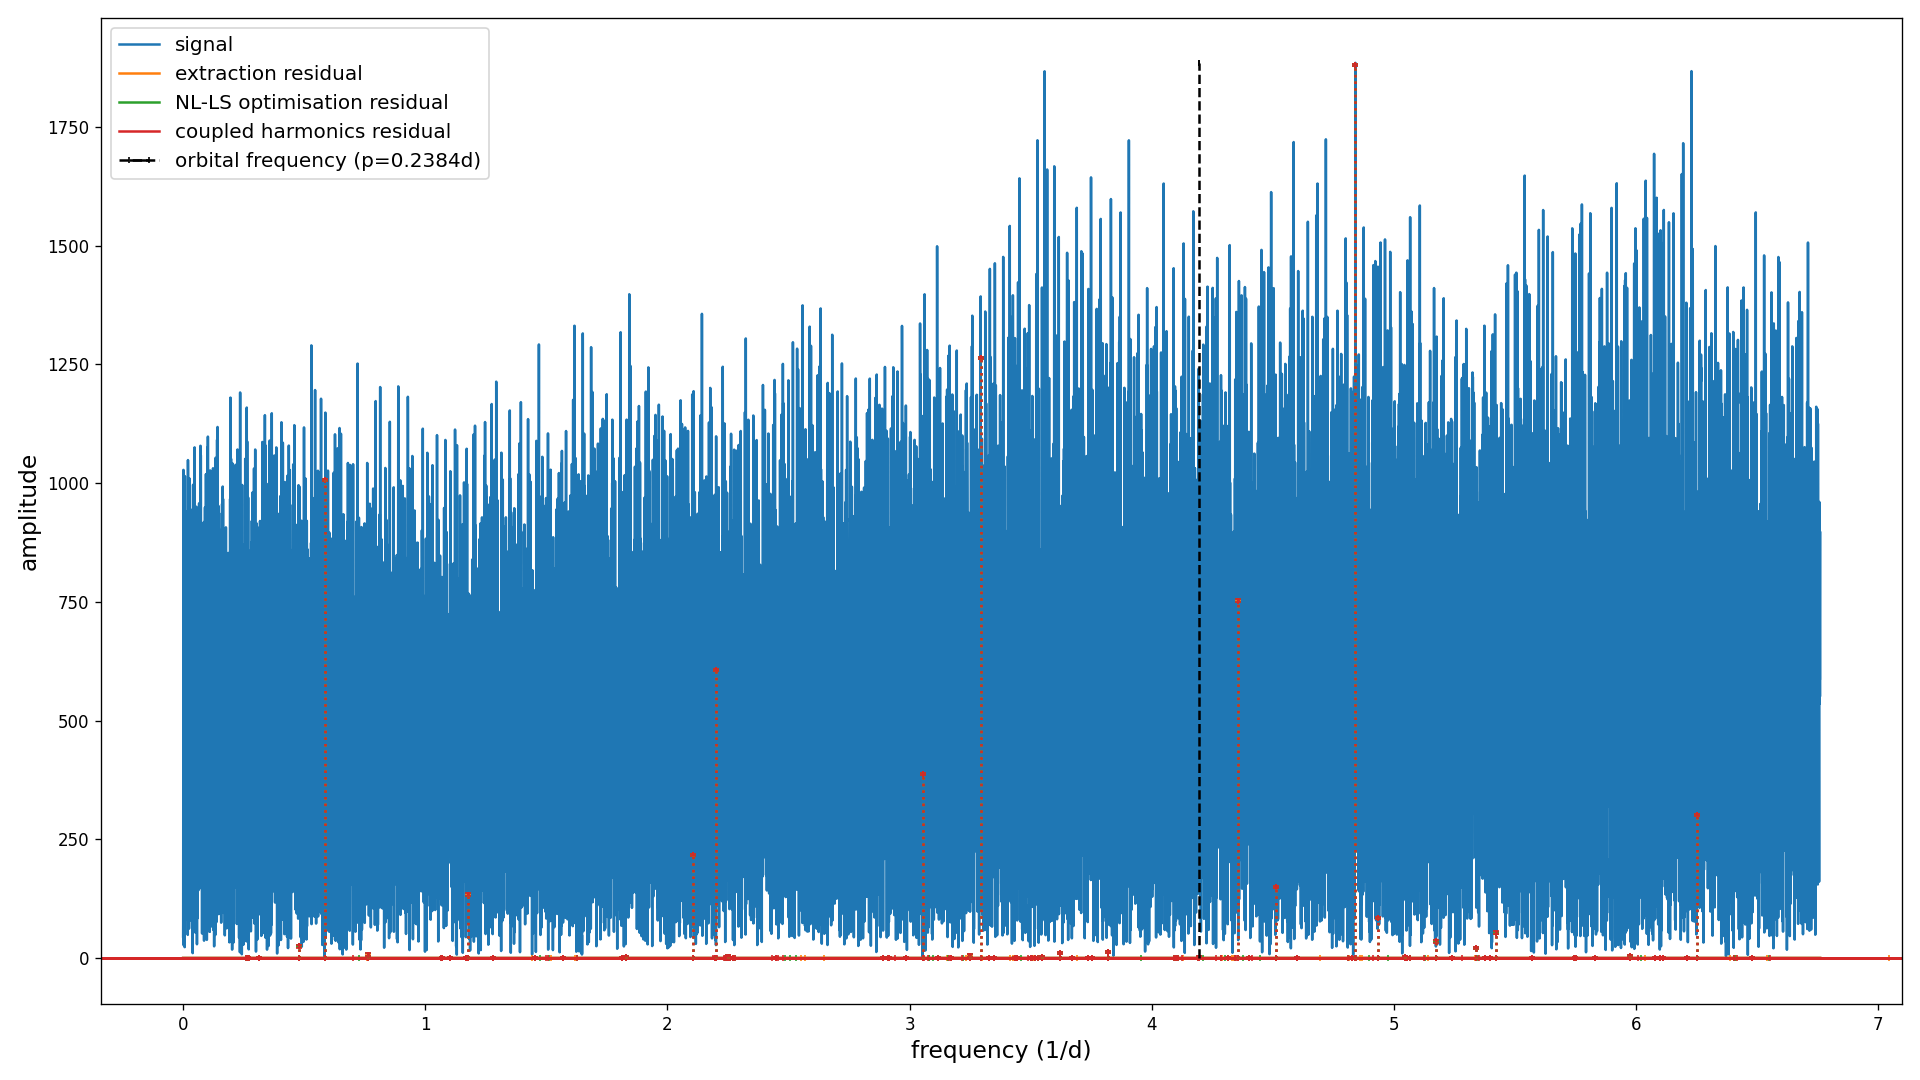 signal
extraction residual
NL-LS optimisation residual
coupled harmonics residual
orbital frequency (p=0.2384d)
amplitude
1750
1500
1250
1000
750
500
250
0
0 1 2 3 4 5 6 7
frequency (1/d)